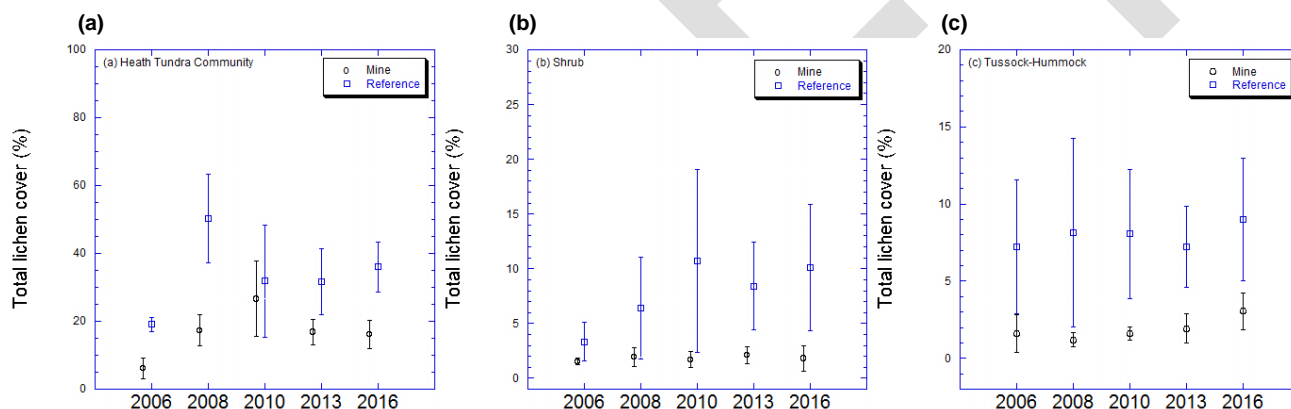 (a)
(b)
(c)
Total lichen cover (%)
100
80
60
40
20
0
(a) Heath Tundra Community
Mine
Reference
2006 2008 2010 2013 2016
Total lichen cover (%)
30
25
20
15
10
5
0
(b) Shrub
Mine
Reference
2006 2008 2010 2013 2016
Total lichen cover (%)
20
15
10
5
0
(c) Tussock-Hummock
Mine
Reference
2006 2008 2010 2013 2016